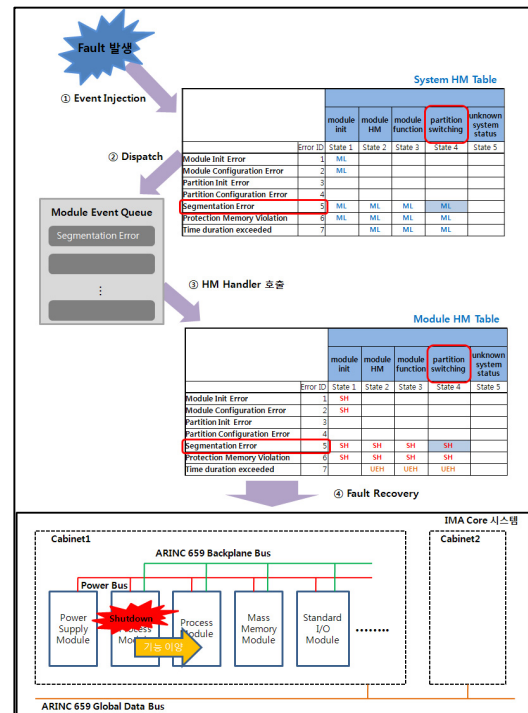 Fault 발생
System HM Table
① Event Injection
module init
module HM
module function
partition switching
unknown system status
Error ID State 1 State 2 State 3 State 4 State 5
② Dispatch
Module Init Error 1 ML
Module Configuration Error 2 ML
Partition Init Error 3
Partition Configuration Error 4
Segmentation Error 5 ML ML ML ML
Protection Memory Violation 6 ML ML ML ML
Time duration exceeded 7 ML ML ML
Module Event Queue
Segmentation Error
⋮
③ HM Handler 호출
Module HM Table
module init
module HM
module function
partition switching
unknown system status
Error ID State 1 State 2 State 3 State 4 State 5
Module Init Error 1 SH
Module Configuration Error 2 SH
Partition Init Error 3
Partition Configuration Error 4
Segmentation Error 5 SH SH SH SH
Protection Memory Violation 6 SH SH SH SH
Time duration exceeded 7 UEH UEH UEH
④ Fault Recovery
IMA Core 시스템
Cabinet1
Cabinet2
ARINC 659 Backplane Bus
Power Bus
Power Supply Module
Shutdown
기능 이양
Process Module
Mass Memory Module
Standard I/O Module
........
ARINC 659 Global Data Bus